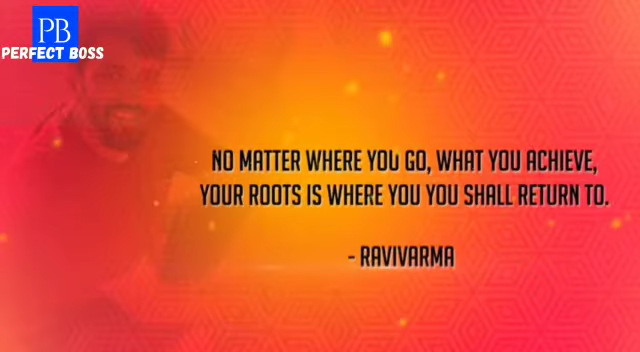 PB
PERFECT BOSS
NO MATTER WHERE YOU GO, WHAT YOU ACHIEVE,
YOUR ROOTS IS WHERE YOU YOU SHALL RETURN TO.
- RAVIVARMA